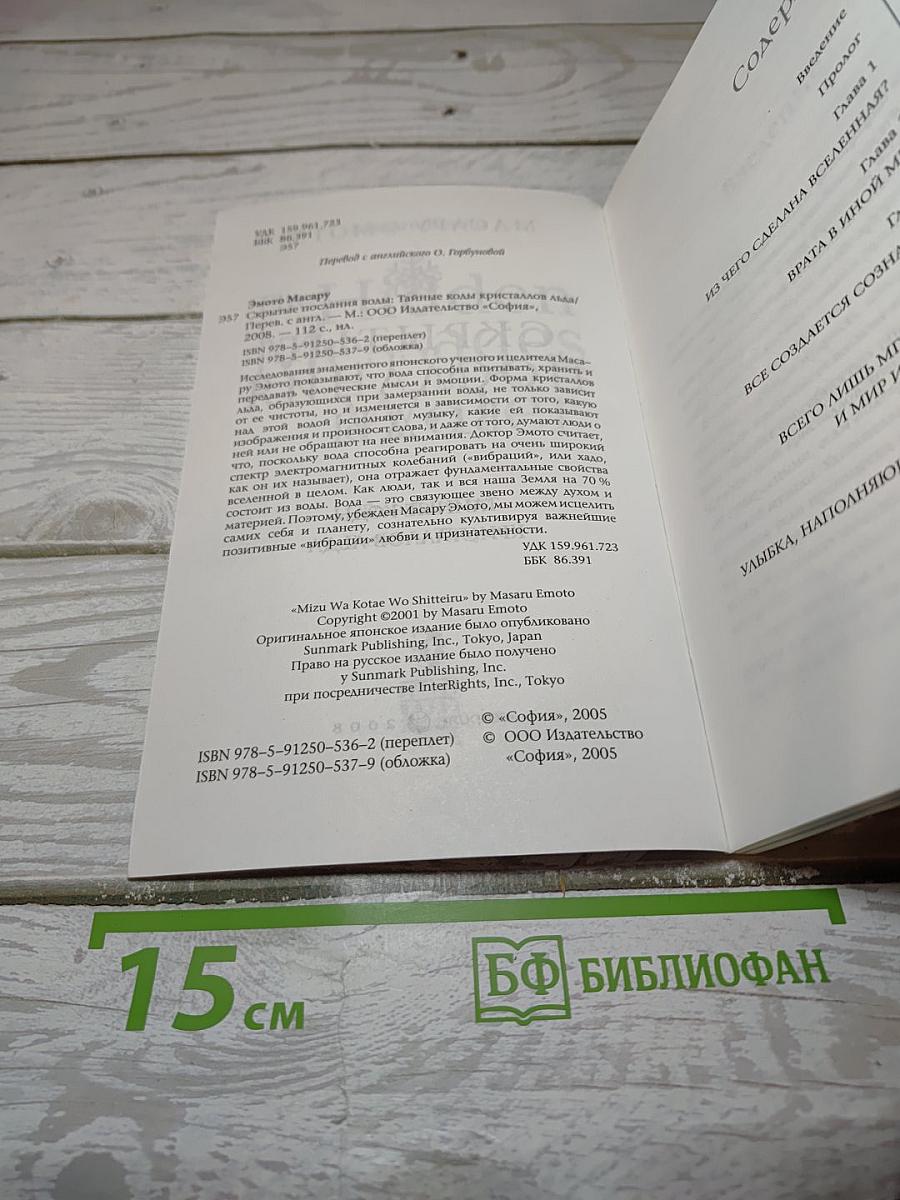 УДК 159.961.723
ББК 86.391
Э57
Перевод с английского О. Горбуновой
Эмото Масару
Э57 Скрытые послания воды: Тайные коды кристаллов льда/
Перев. с англ. — М.: ООО Издательство «София»,
2008. — 112 с., ил.
ISBN 978–5–91250–536–2 (переплет)
ISBN 978–5–91250–537–9 (обложка)
Исследования знаменитого японского ученого и целителя Маса–
ру Эмото показывают, что вода способна впитывать, хранить и
передавать человеческие мысли и эмоции. Форма кристаллов
льда, образующихся при замерзании воды, не только зависит
от ее чистоты, но и изменяется в зависимости от того, какую
над этой водой исполняют музыку, какие ей показывают
изображения и произносят слова, и даже от того, думают люди о
ней или не обращают на нее внимания. Доктор Эмото считает,
что, поскольку вода способна реагировать на очень широкий
спектр электромагнитных колебаний («вибраций», или хадо,
как он их называет), она отражает фундаментальные свойства
вселенной в целом. Как люди, так и вся наша Земля на 70 %
состоит из воды. Вода — это связующее звено между духом и
материей. Поэтому, убежден Масару Эмото, мы можем исцелить
самих себя и планету, сознательно культивируя важнейшие
позитивные «вибрации» любви и признательности.
УДК 159.961.723
ББК 86.391
«Mizu Wa Kotae Wo Shitteiru» by Masaru Emoto
Copyright ©2001 by Masaru Emoto
Оригинальное японское издание было опубликовано
Sunmark Publishing, Inc., Tokyo, Japan
Право на русское издание было получено
у Sunmark Publishing, Inc.
при посредничестве InterRights, Inc., Tokyo
© «София», 2005
© ООО Издательство
«София», 2005
ISBN 978–5–91250–536–2 (переплет)
ISBN 978–5–91250–537–9 (обложка)
Содер
Введение
Пролог
Глава 1
ИЗ ЧЕГО СДЕЛАНА ВСЕЛЕННАЯ?
Глава
ВРАТА В ИНОЙ М
Гл
ВСЕ СОЗДАЕТСЯ СОЗНА
ВСЕГО ЛИШЬ МГ
И МИР И
УЛЫБКА, НАПОЛНЯЮ
15 см
БФ БИБЛИОФАН